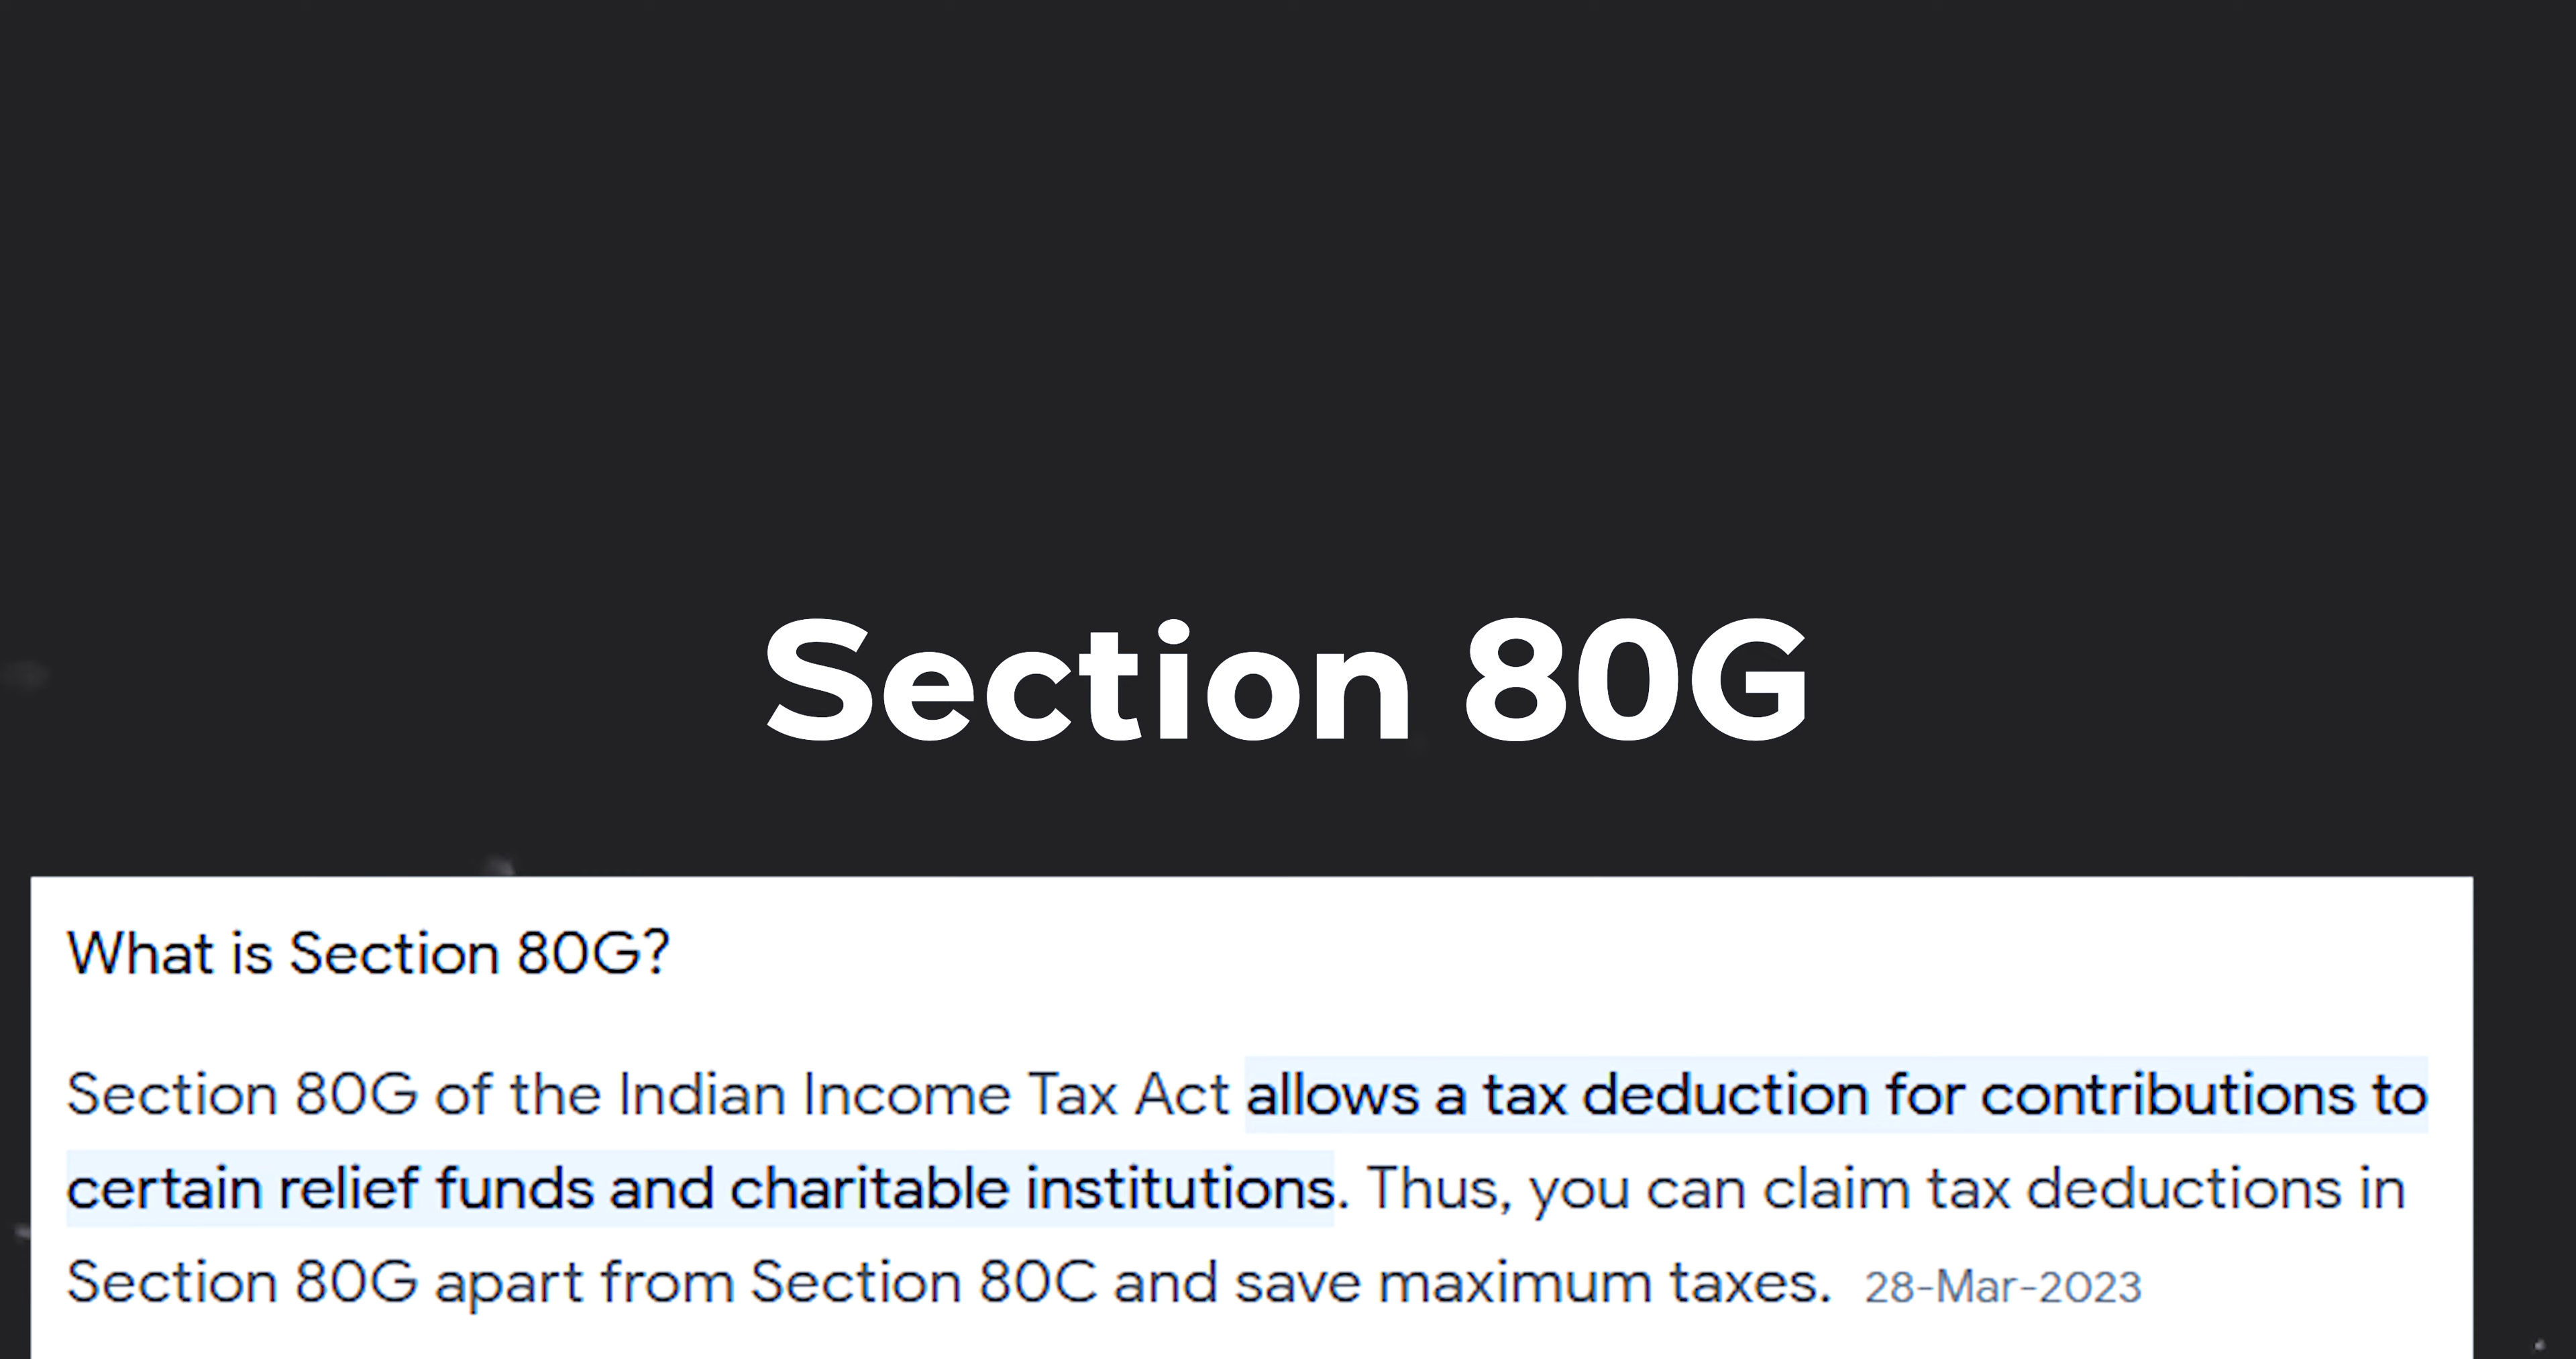 Section 80G
What is Section 80G?
Section 80G of the Indian Income Tax Act allows a tax deduction for contributions to
certain relief funds and charitable institutions. Thus, you can claim tax deductions in
Section 80G apart from Section 80C and save maximum taxes. 28-Mar-2023